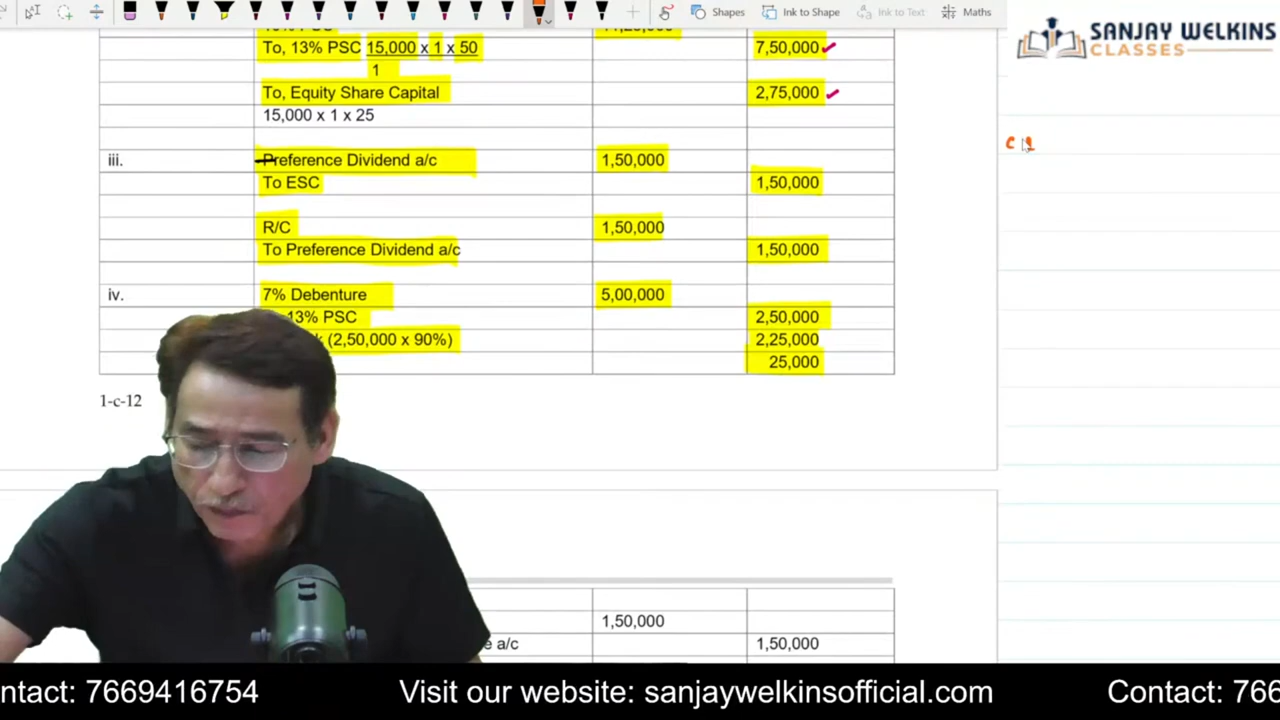 Shapes Ink to Shape Ink to Text Maths
SANJAY WELKINS
CLASSES
To, 13% PSC 15,000 x 1 x 50 7,50,000
1
To, Equity Share Capital 2,75,000
15,000 x 1 x 25
iii. Preference Dividend a/c 1,50,000
To ESC 1,50,000
R/C 1,50,000
To Preference Dividend a/c 1,50,000
iv. 7% Debenture 5,00,000
13% PSC 2,50,000
(2,50,000 x 90%) 2,25,000
25,000
1-c-12
1,50,000
a/c 1,50,000
ntact: 7669416754 Visit our website: sanjaywelkinsofficial.com Contact: 766